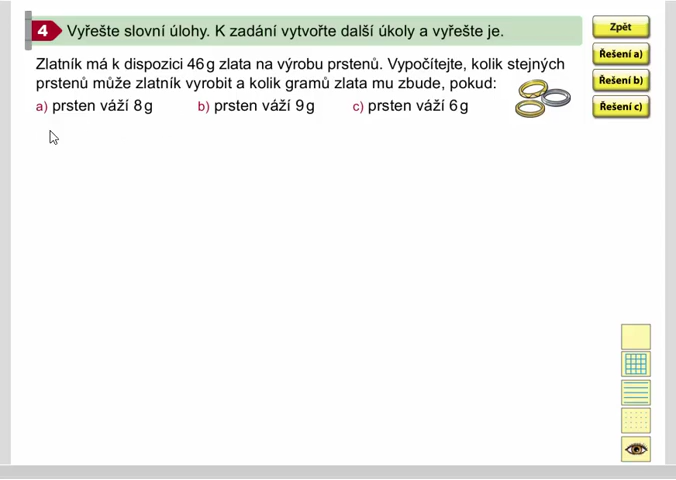 4 Vyřešte slovní úlohy. K zadání vytvořte další úkoly a vyřešte je.
Zlatník má k dispozici 46 g zlata na výrobu prstenů. Vypočítejte, kolik stejných
prstenů může zlatník vyrobit a kolik gramů zlata mu zbude, pokud:
a) prsten váží 8 g b) prsten váží 9 g c) prsten váží 6 g
Zpět
Řešení a)
Řešení b)
Řešení c)